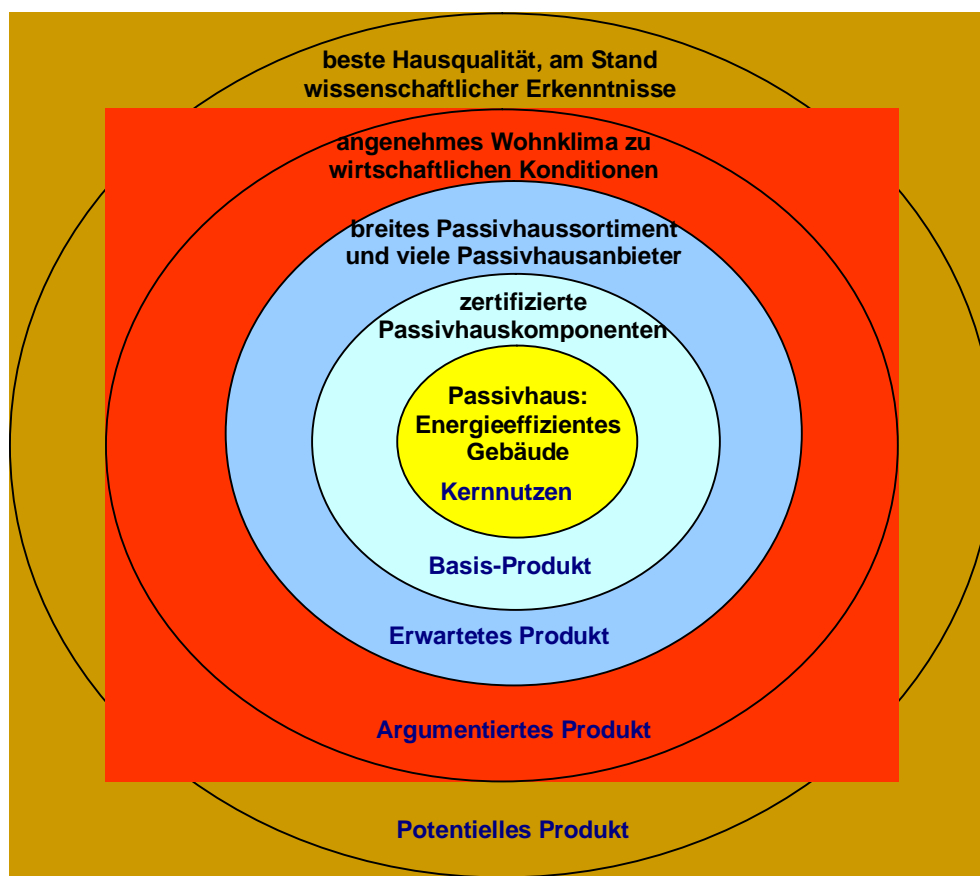 beste Hausqualität, am Stand
wissenschaftlicher Erkenntnisse
angenehmes Wohnklima zu
wirtschaftlichen Konditionen
breites Passivhaussortiment
und viele Passivhausanbieter
zertifizierte
Passivhauskomponenten
Passivhaus:
Energieeffizientes
Gebäude
Kernnutzen
Basis-Produkt
Erwartetes Produkt
Argumentiertes Produkt
Potentielles Produkt